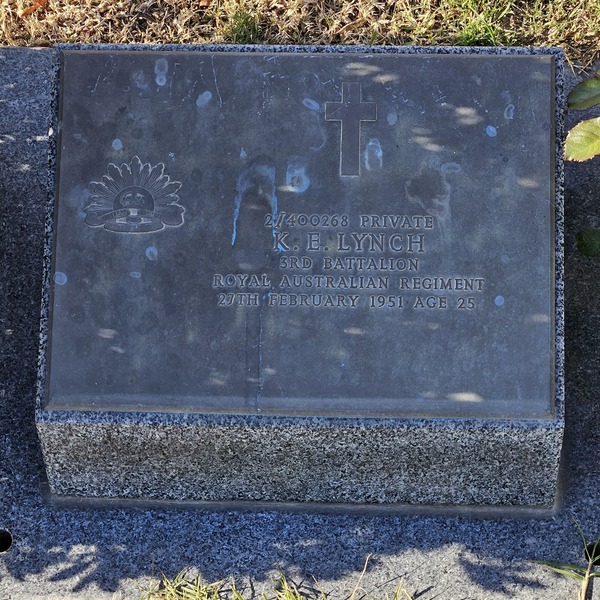 2/400268 PRIVATE
K. E. LYNCH
3RD BATTALION
ROYAL AUSTRALIAN REGIMENT
27TH FEBRUARY 1951 AGE 25